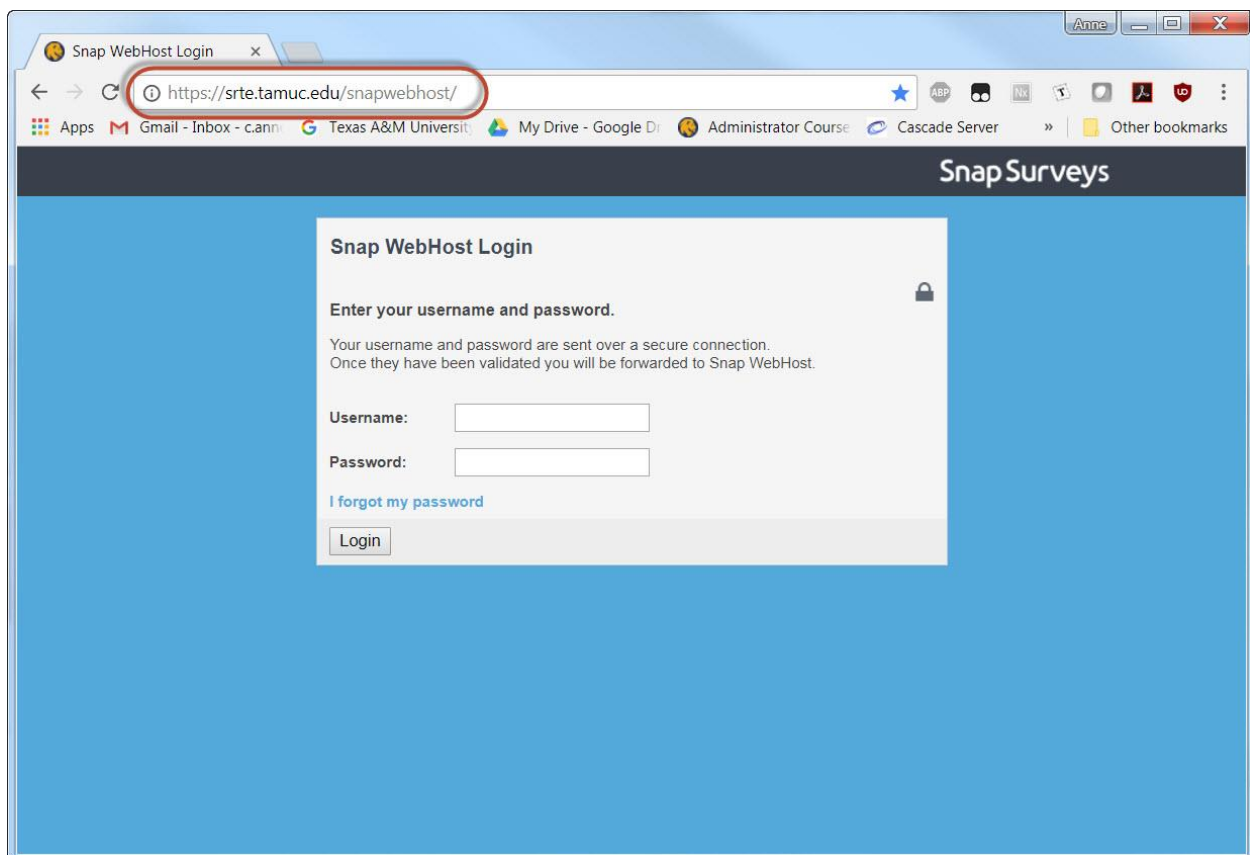 Anne
Snap WebHost Login
https://srte.tamuc.edu/snapwebhost/
ABP
Nx
T
Apps
Gmail - Inbox - c.ann
Texas A&M Universit
My Drive - Google Dr
Administrator Course
Cascade Server
»
Other bookmarks
Snap Surveys
Snap WebHost Login
Enter your username and password.
Your username and password are sent over a secure connection.
Once they have been validated you will be forwarded to Snap WebHost.
Username:
Password:
I forgot my password
Login